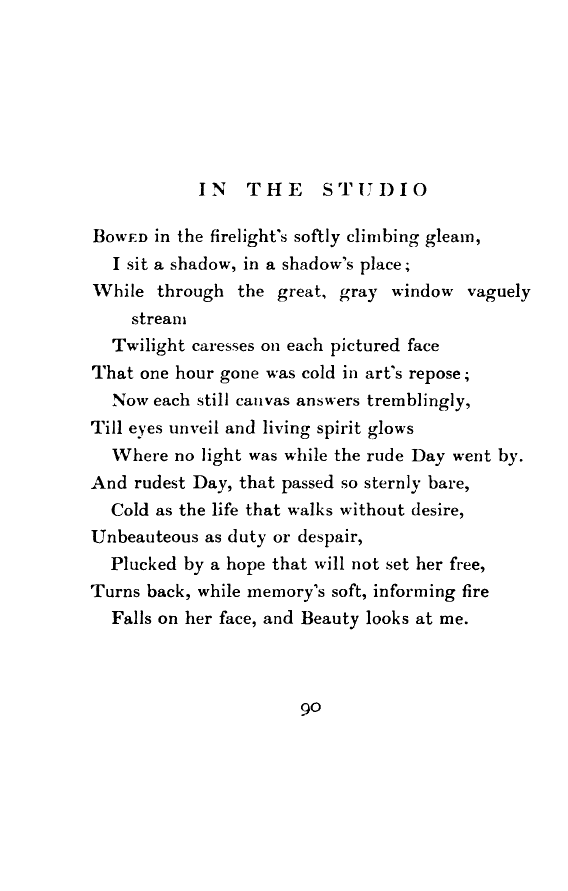 IN THE STUDIO
BOWED in the firelight's softly climbing gleam,
I sit a shadow, in a shadow's place;
While through the great, gray window vaguely
stream
Twilight caresses on each pictured face
That one hour gone was cold in art's repose;
Now each still canvas answers tremblingly,
Till eyes unveil and living spirit glows
Where no light was while the rude Day went by.
And rudest Day, that passed so sternly bare,
Cold as the life that walks without desire,
Unbeauteous as duty or despair,
Plucked by a hope that will not set her free,
Turns back, while memory's soft, informing fire
Falls on her face, and Beauty looks at me.
90